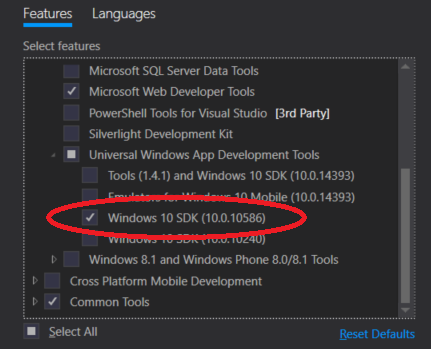 Features Languages
Select features
Microsoft SQL Server Data Tools
Microsoft Web Developer Tools
PowerShell Tools for Visual Studio [3rd Party]
Silverlight Development Kit
Universal Windows App Development Tools
Tools (1.4.1) and Windows 10 SDK (10.0.14393)
Emulators for Windows 10 Mobile (10.0.14393)
Windows 10 SDK (10.0.10586)
Windows 10 SDK (10.0.10240)
Windows 8.1 and Windows Phone 8.0/8.1 Tools
Cross Platform Mobile Development
Common Tools
Select All Reset Defaults